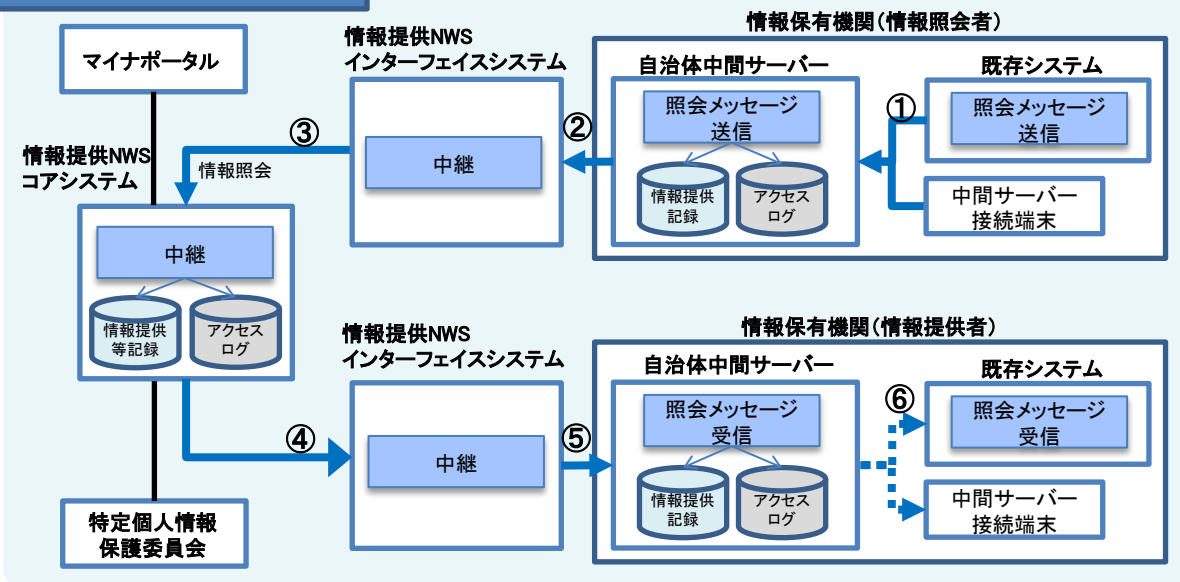 情報保有機関(情報照会者)
情報提供NWS
インターフェイスシステム
マイナポータル
自治体中間サーバー
既存システム
照会メッセージ
送信
①
照会メッセージ
送信
②
③
中継
情報提供NWS
コアシステム
情報照会
情報提供
記録
アクセス
ログ
中間サーバー
接続端末
中継
情報提供
等記録
アクセス
ログ
情報保有機関(情報提供者)
情報提供NWS
インターフェイスシステム
自治体中間サーバー
既存システム
照会メッセージ
受信
⑥
照会メッセージ
受信
④
中継
⑤
情報提供
記録
アクセス
ログ
中間サーバー
接続端末
特定個人情報
保護委員会